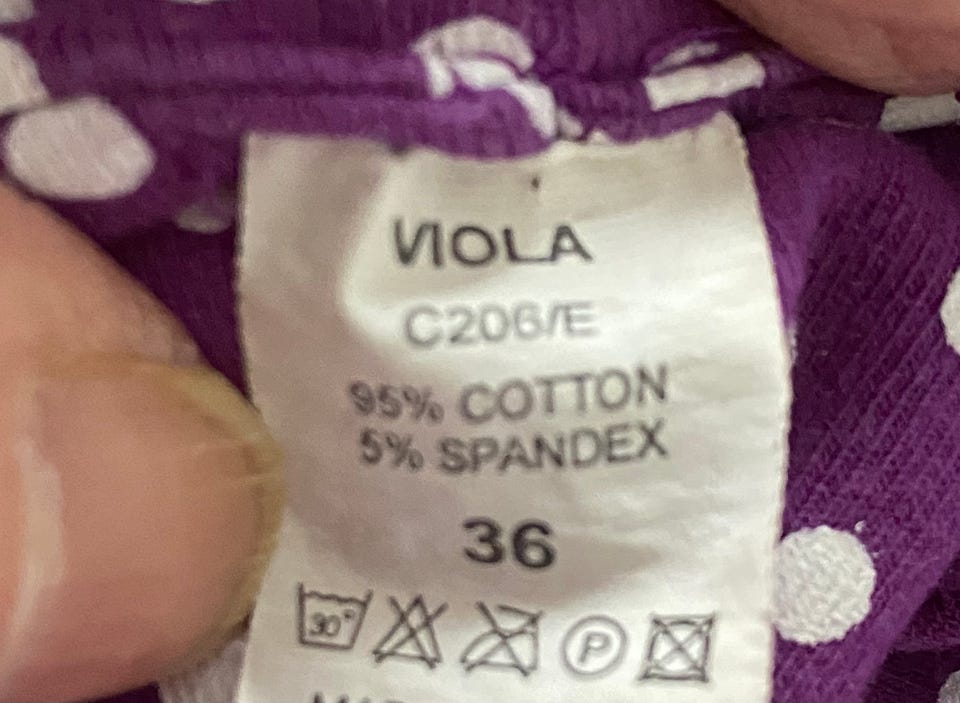 VIOLA
C206/E
95% COTTON
5% SPANDEX
36
30° P